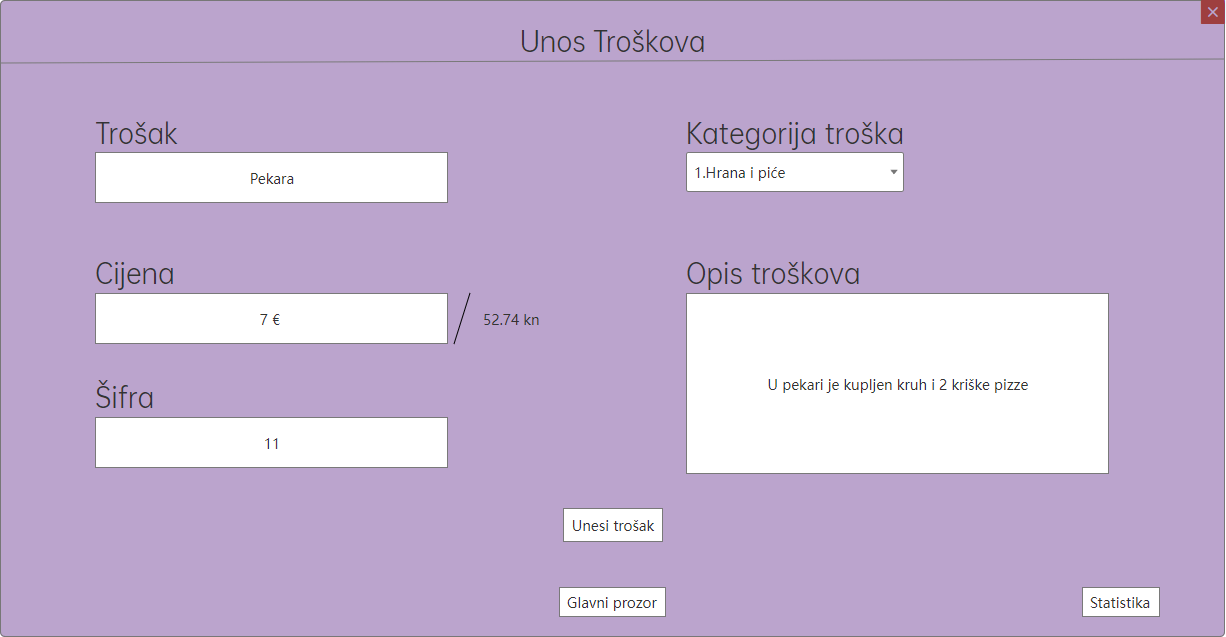 Unos Troškova
Trošak
Pekara
Kategorija troška
1.Hrana i piće
Cijena
7 €
52.74 kn
Opis troškova
U pekari je kupljen kruh i 2 kriške pizze
Šifra
11
Unesi trošak
Glavni prozor
Statistika